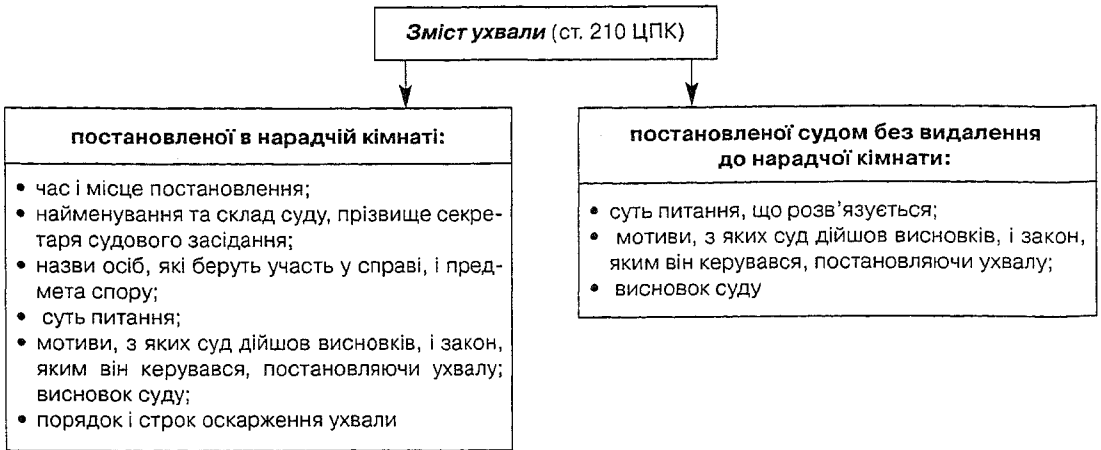 Зміст ухвали (ст. 210 ЦПК)
постановленої в нарадчій кімнаті:
• час і місце постановлення;
• найменування та склад суду, прізвище секре-
таря судового засідання;
• назви осіб, які беруть участь у справі, і пред-
мета спору;
• суть питання;
• мотиви, з яких суд дійшов висновків, і закон,
яким він керувався, постановляючи ухвалу;
висновок суду;
• порядок і строк оскарження ухвали
постановленої судом без видалення
до нарадчої кімнати:
• суть питання, що розв'язується;
• мотиви, з яких суд дійшов висновків, і закон,
яким він керувався, постановляючи ухвалу;
• висновок суду